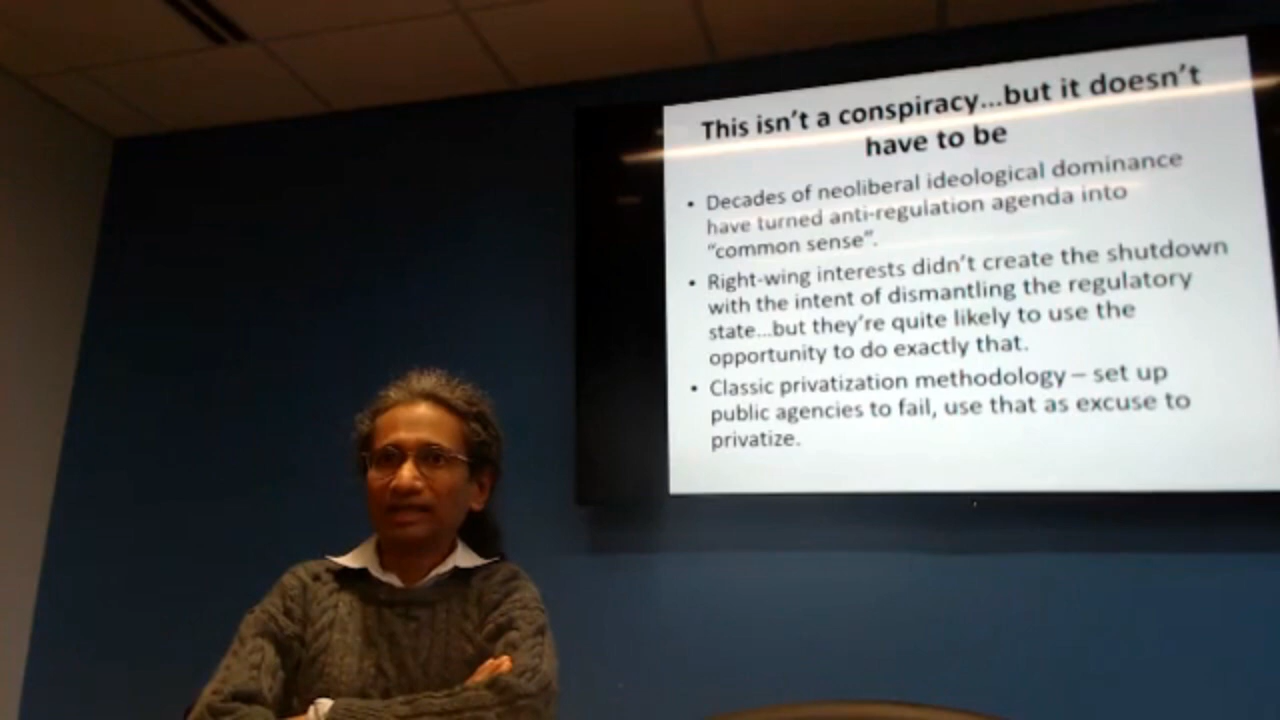 This isn't a conspiracy...but it doesn't
have to be
• Decades of neoliberal ideological dominance
have turned anti-regulation agenda into
"common sense".
• Right-wing interests didn't create the shutdown
with the intent of dismantling the regulatory
state...but they're quite likely to use the
opportunity to do exactly that.
• Classic privatization methodology – set up
public agencies to fail, use that as excuse to
privatize.